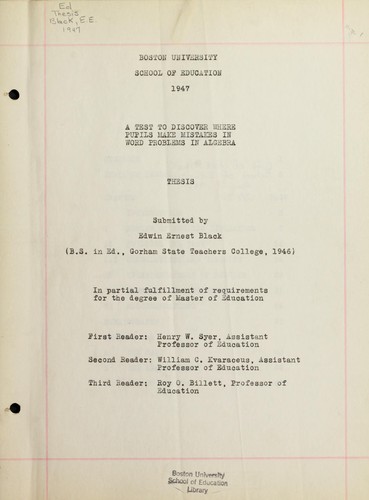 Ed
Thesis
Black, E.E.
1947
BOSTON UNIVERSITY
SCHOOL OF EDUCATION
1947
A TEST TO DISCOVER WHERE
PUPILS MAKE MISTAKES IN
WORD PROBLEMS IN ALGEBRA
THESIS
Submitted by
Edwin Ernest Black
(B.S. in Ed., Gorham State Teachers College, 1946)
In partial fulfillment of requirements
for the degree of Master of Education
First Reader: Henry W. Syer, Assistant
Professor of Education
Second Reader: William C. Kvaraceus, Assistant
Professor of Education
Third Reader: Roy O. Billett, Professor of
Education
Boston University
School of Education
Library